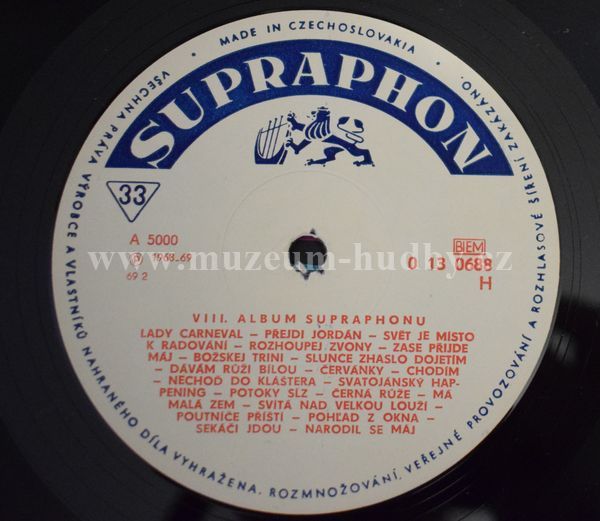 MADE IN CZECHOSLOVAKIA
SUPRAPHON
33
A 5000
Ⓟ 1968-69
69 2
BIEM
0 13 0688
H
www.muzeum-hudby.cz
VIII. ALBUM SUPRAPHONU
LADY CARNEVAL – PŘEJDI JORDÁN – SVĚT JE MÍSTO
K RADOVÁNÍ – ROZHOUPEJ ZVONY – ZASE PŘIJDE
MÁJ – BOŽSKEJ TRINI – SLUNCE ZHASLO DOJETÍM
– DÁVÁM RŮŽI BÍLOU – ČERVÁNKY – CHODÍM
– NECHOĎ DO KLÁŠTERA – SVATOJÁNSKÝ HAP-
PENING – POTOKY SLZ – ČERNÁ RŮŽE – MÁ
MALÁ ZEM – SVÍTÁ NAD VELKOU LOUŽÍ –
POUTNICE PŘÍŠTÍ – POHĽAD Z OKNA –
SEKÁČI JDOU – NARODIL SE MÁJ
VŠECHNA PRÁVA VÝROBCE A VLASTNÍKŮ NAHRANÉHO DÍLA VYHRAŽENA. ROZMNOŽOVÁNÍ, VEŘEJNÉ PROVOZOVÁNÍ A ROZHLASOVÉ ŠÍŘENÍ ZAKÁZÁNO.